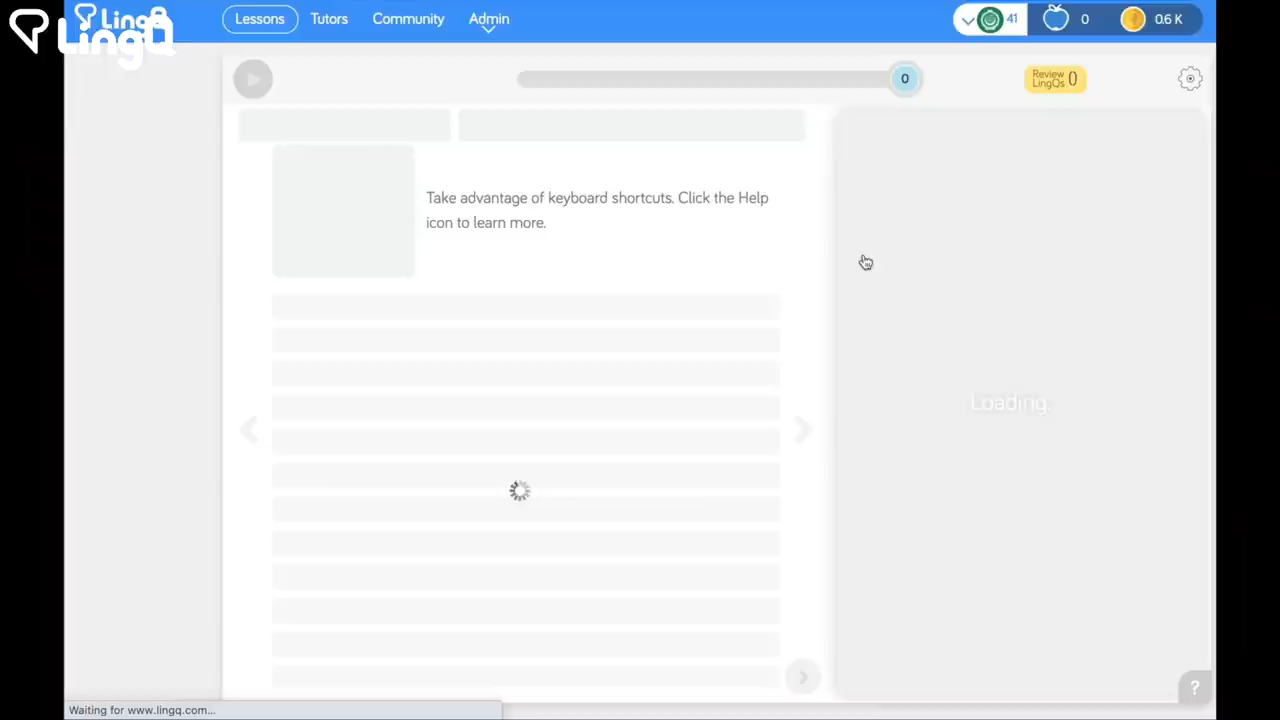 LingQ
LingQ
Lessons
Tutors
Community
Admin
41
0
0.6 K
0
Review
LingQs
0
Take advantage of keyboard shortcuts. Click the Help
icon to learn more.
Loading.
?
Waiting for www.lingq.com...